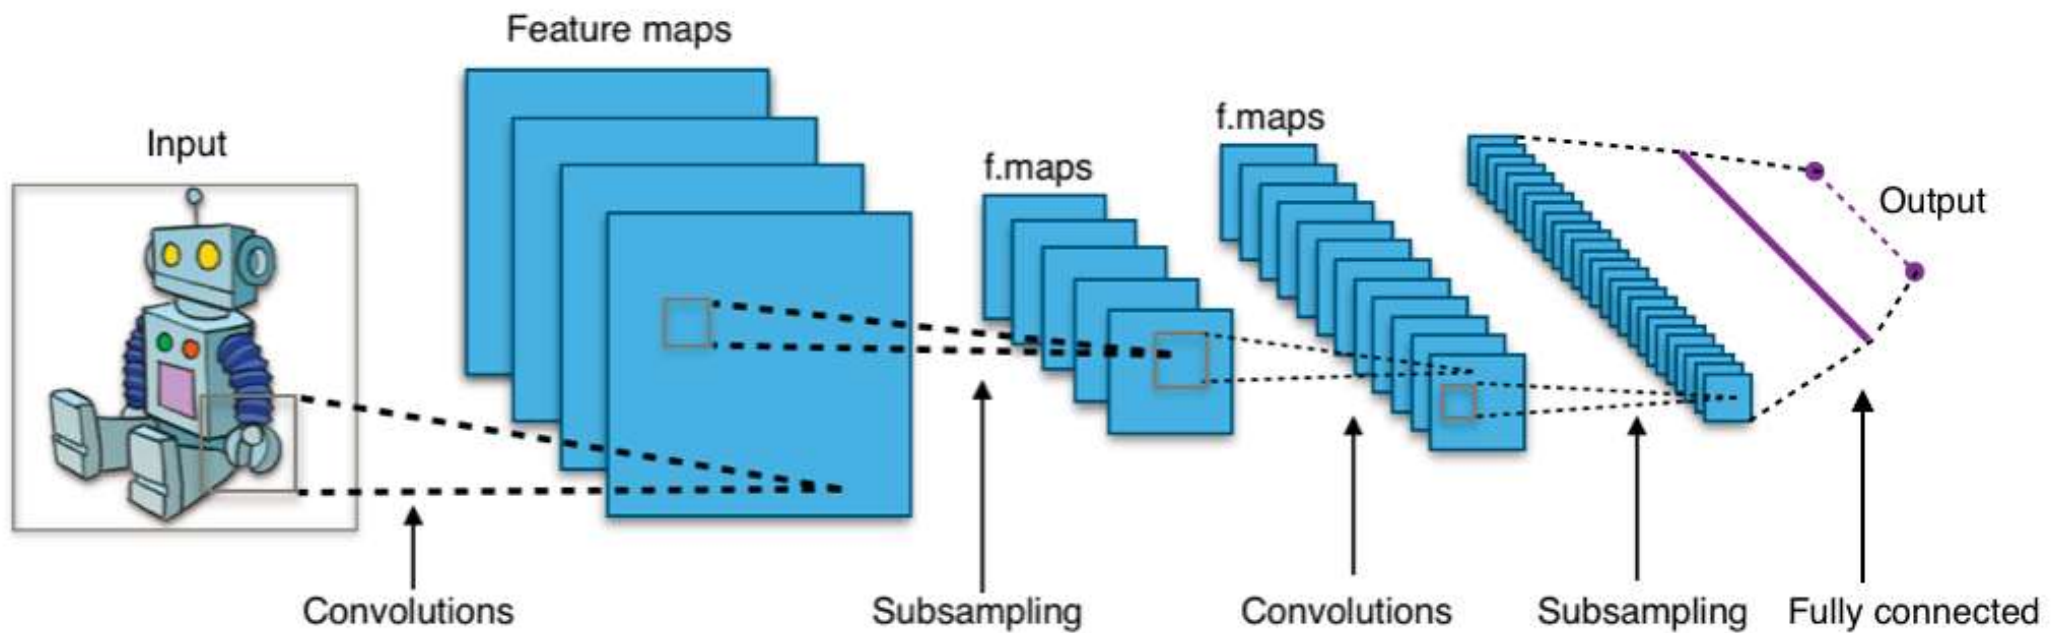 Feature maps
f.maps
Input
f.maps
Output
Convolutions
Subsampling
Convolutions
Subsampling
Fully connected